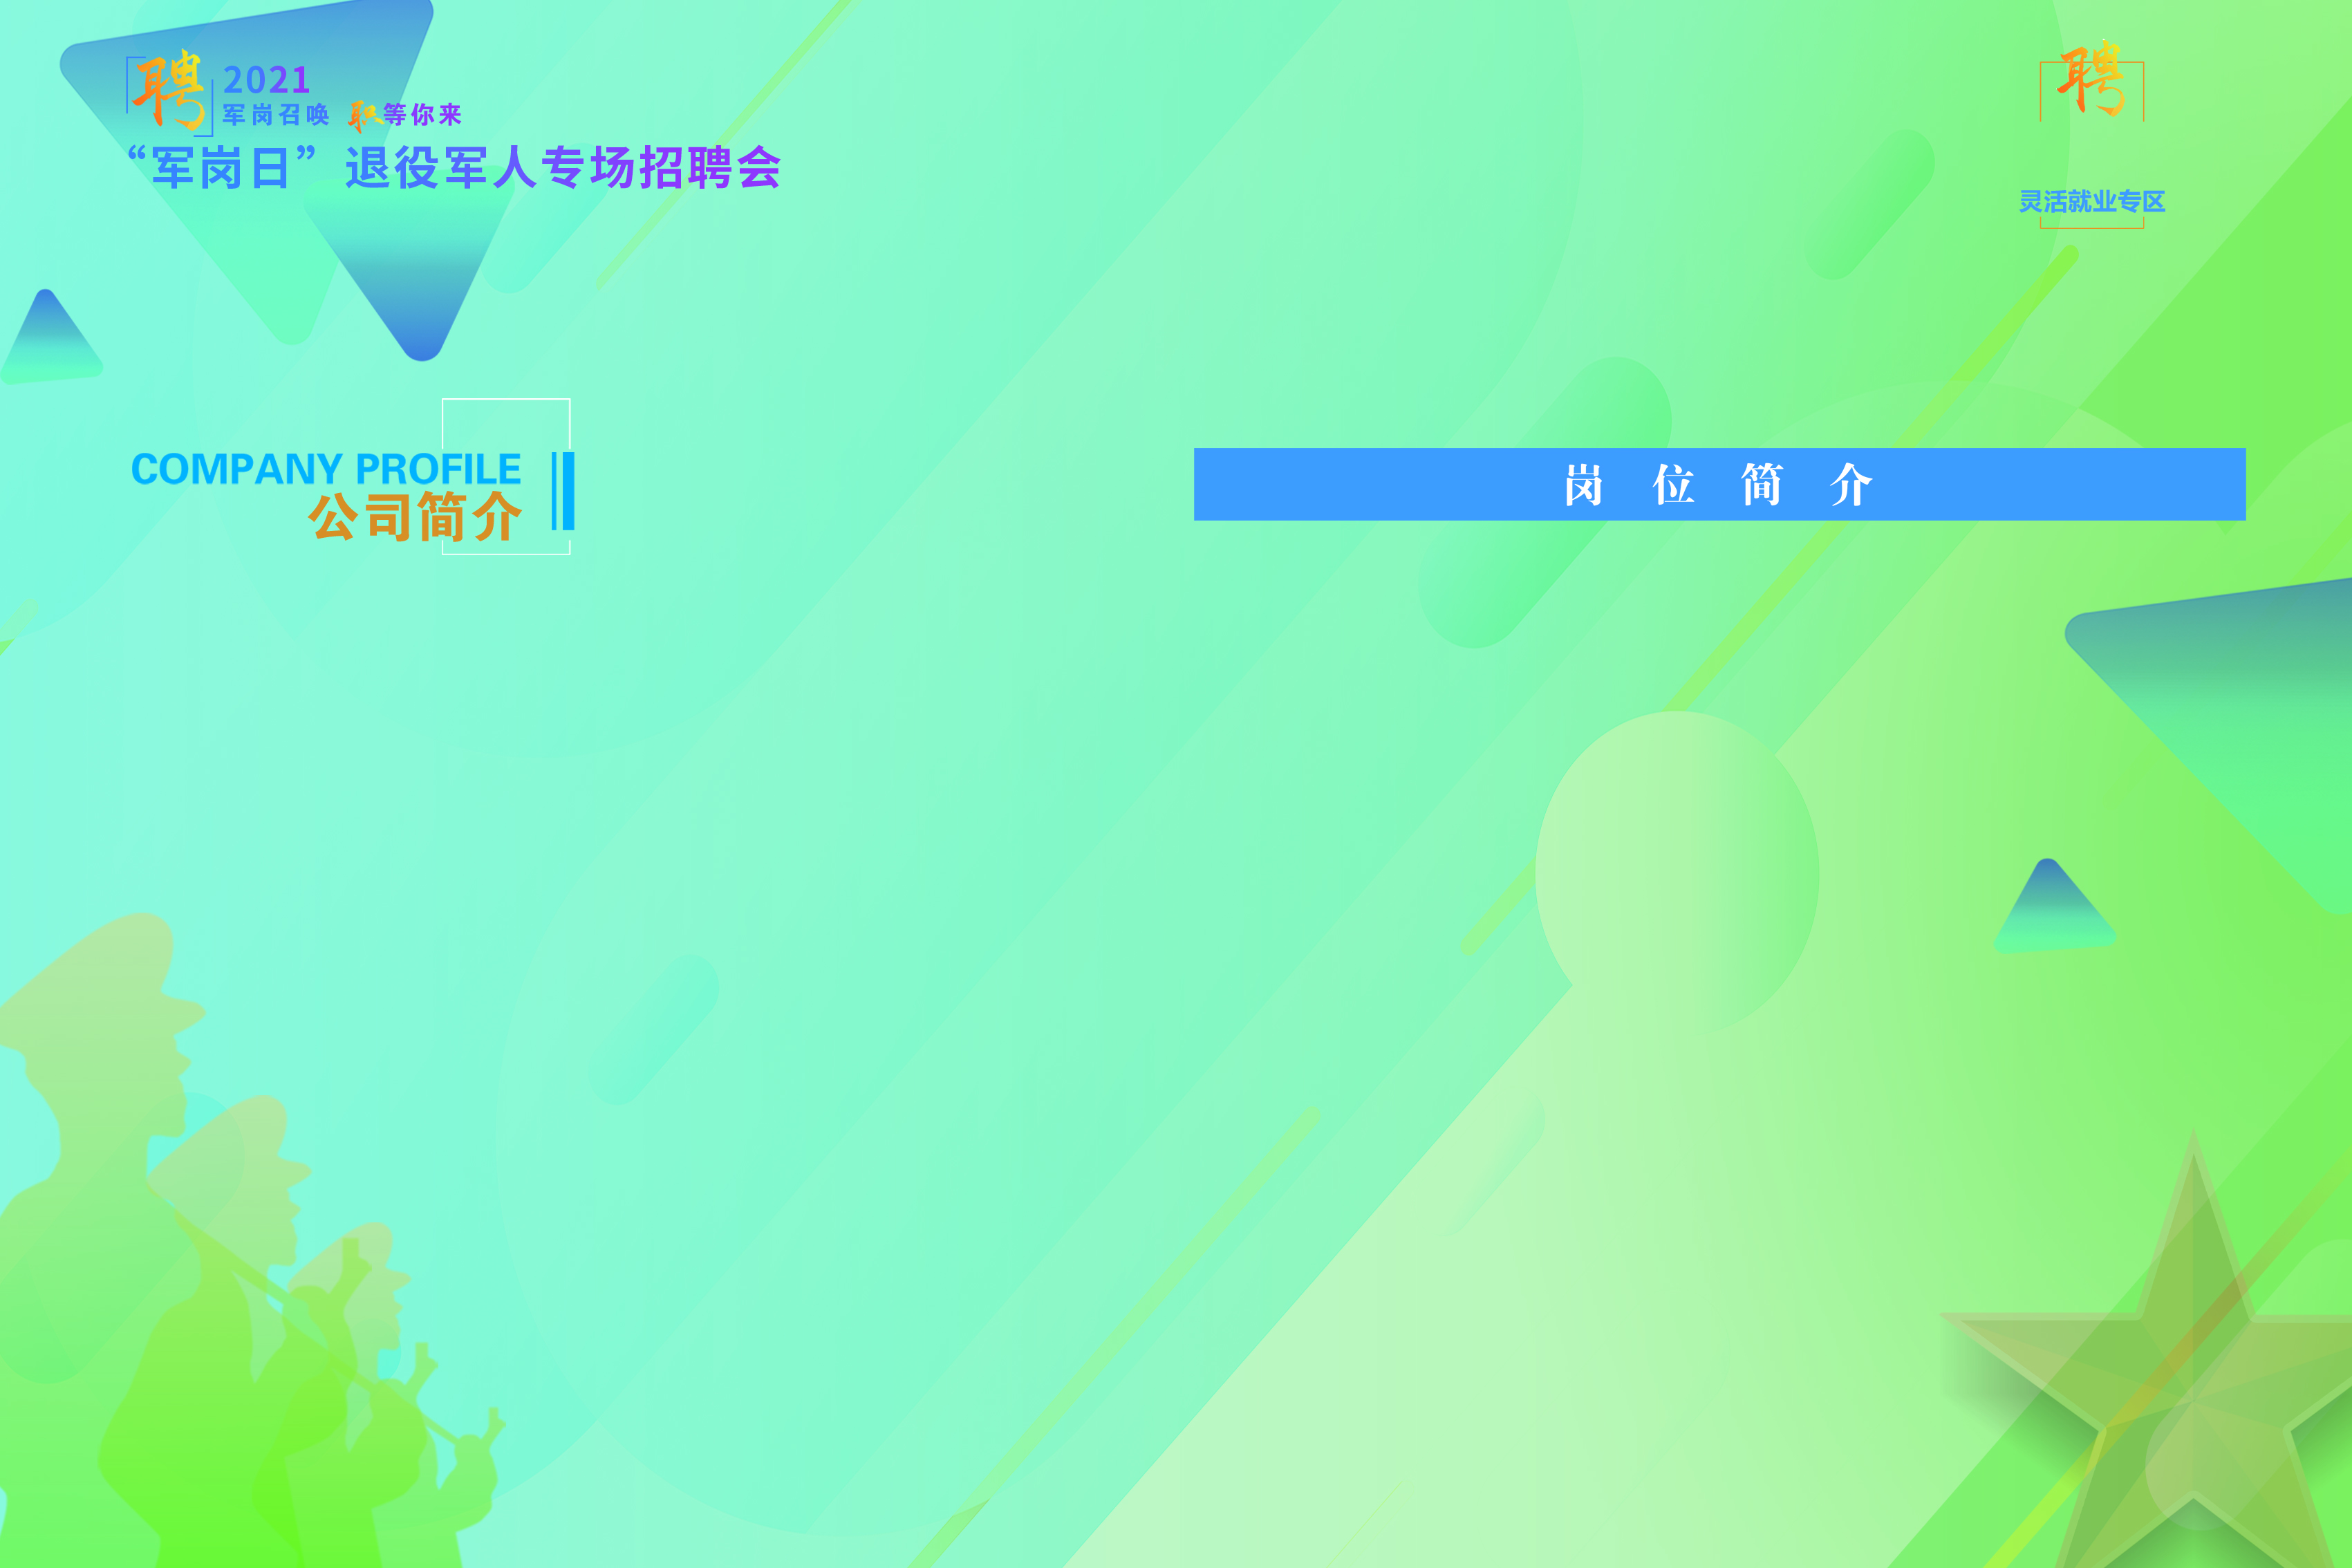 聘
2021
军岗召唤 职等你来
“军岗日”退役军人专场招聘会
聘
灵活就业专区
COMPANY PROFILE
公司简介
岗位简介